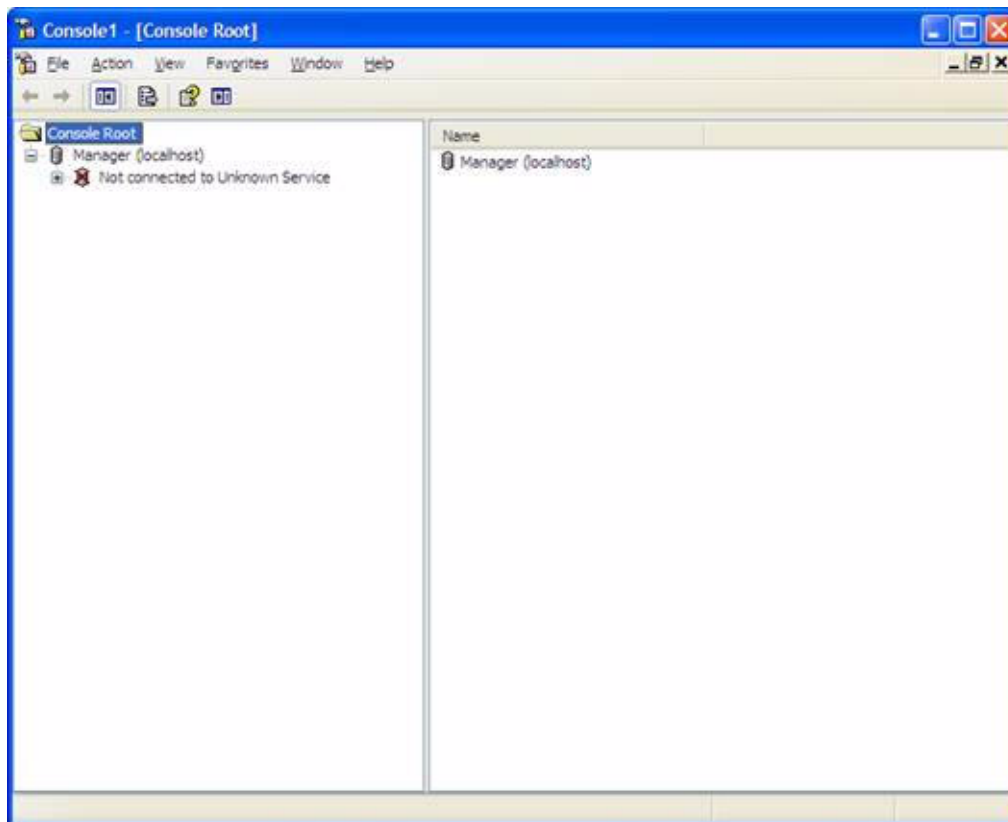 Console1 - [Console Root]
File Action View Favorites Window Help
Console Root
Manager (localhost)
Not connected to Unknown Service
Name
Manager (localhost)